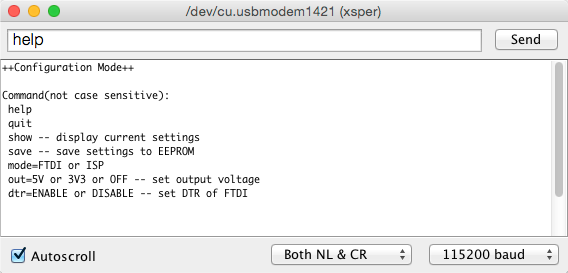 /dev/cu.usbmodem1421 (xsper)
help
Send
++Configuration Mode++
Command(not case sensitive):
help
quit
show -- display current settings
save -- save settings to EEPROM
mode=FTDI or ISP
out=5V or 3V3 or OFF -- set output voltage
dtr=ENABLE or DISABLE -- set DTR of FTDI
Autoscroll
Both NL & CR
115200 baud